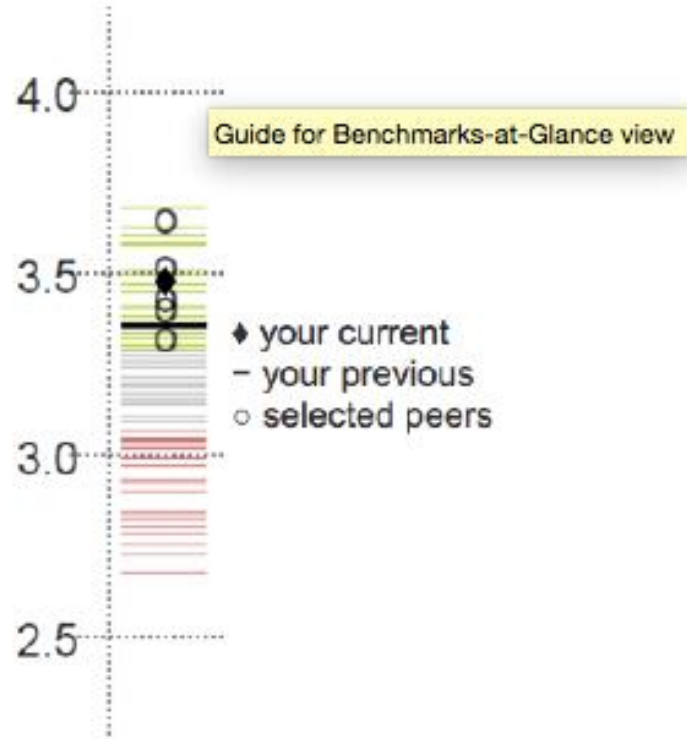 4.0
Guide for Benchmarks-at-Glance view
3.5
♦ your current
– your previous
○ selected peers
3.0
2.5